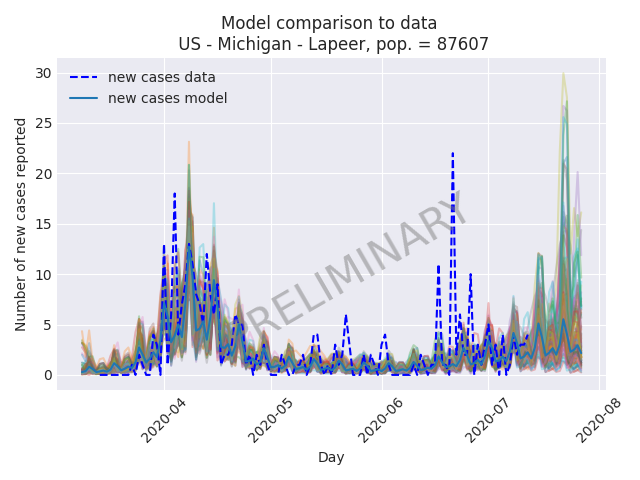 Model comparison to data
US - Michigan - Lapeer, pop. = 87607
new cases data
new cases model
PRELIMINARY
Number of new cases reported
30
25
20
15
10
5
0
2020-04
2020-05
2020-06
2020-07
2020-08
Day